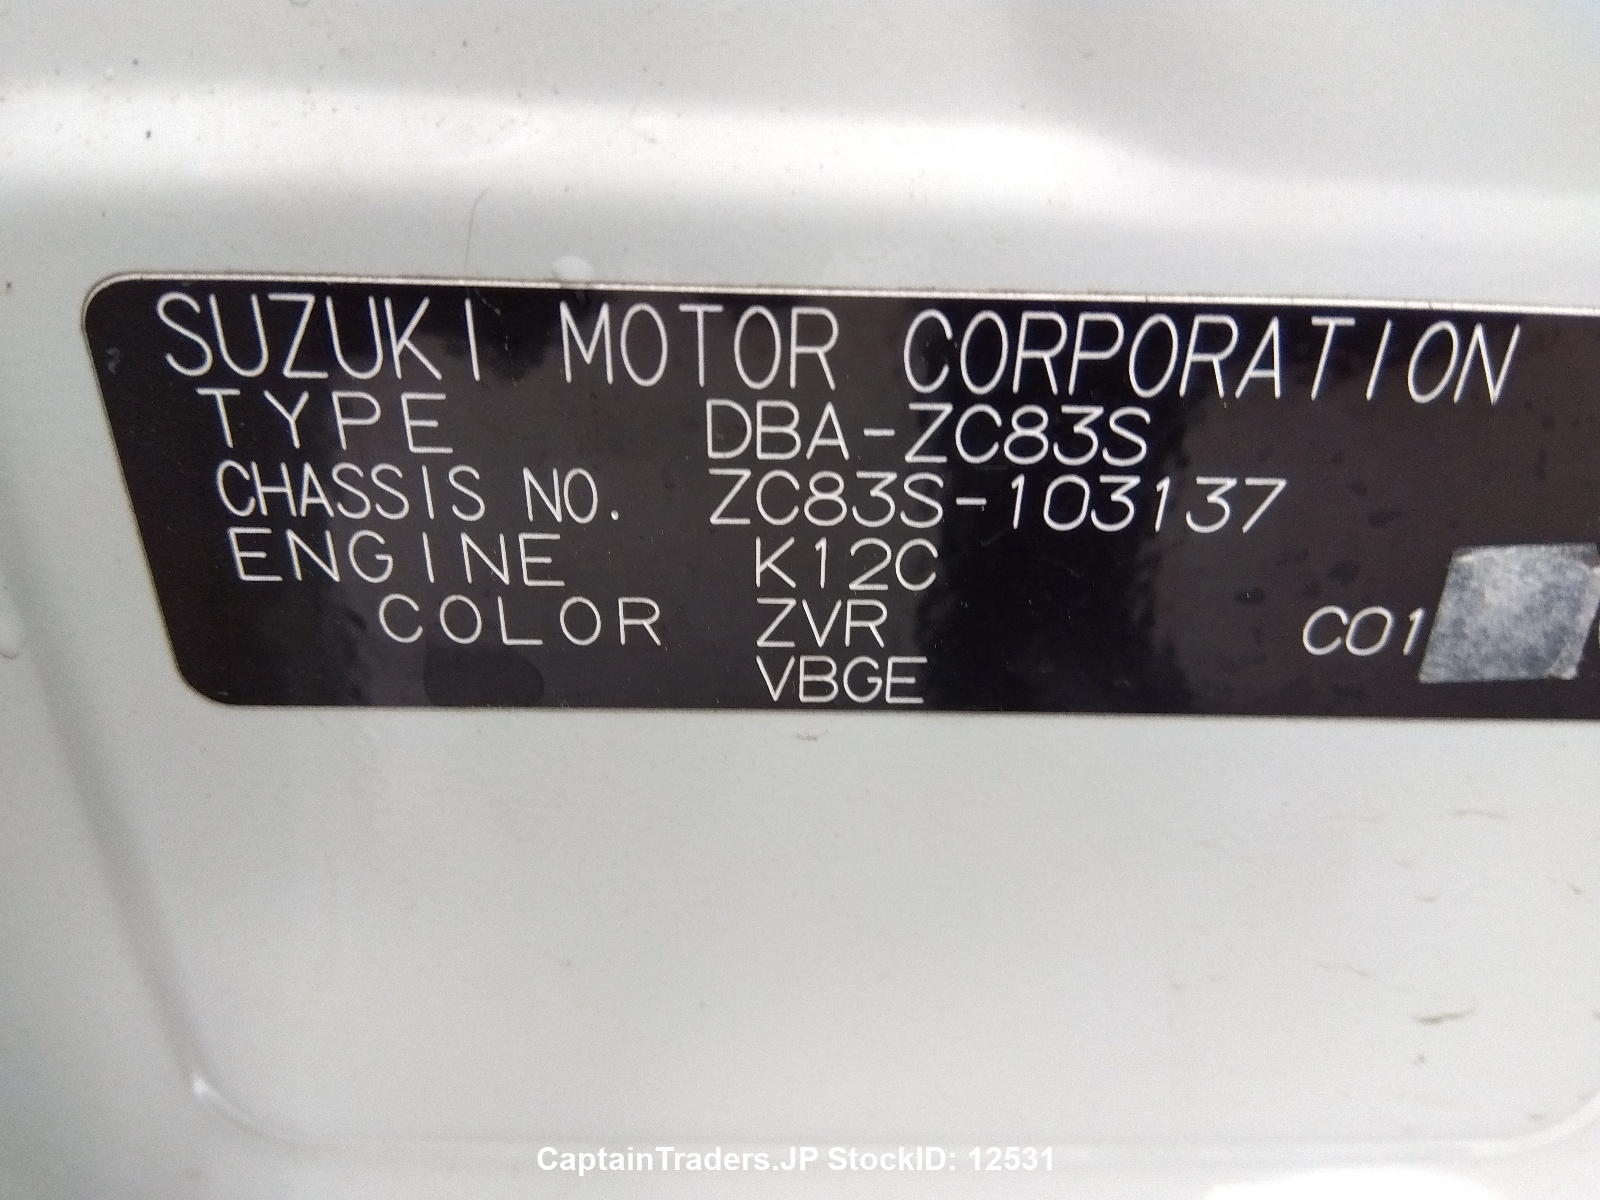 SUZUKI MOTOR CORPORATION
TYPE DBA-ZC83S
CHASSIS NO. ZC83S-103137
ENGINE K12C
COLOR ZVR CO1
VBGE
CaptainTraders.JP StockID: 12531